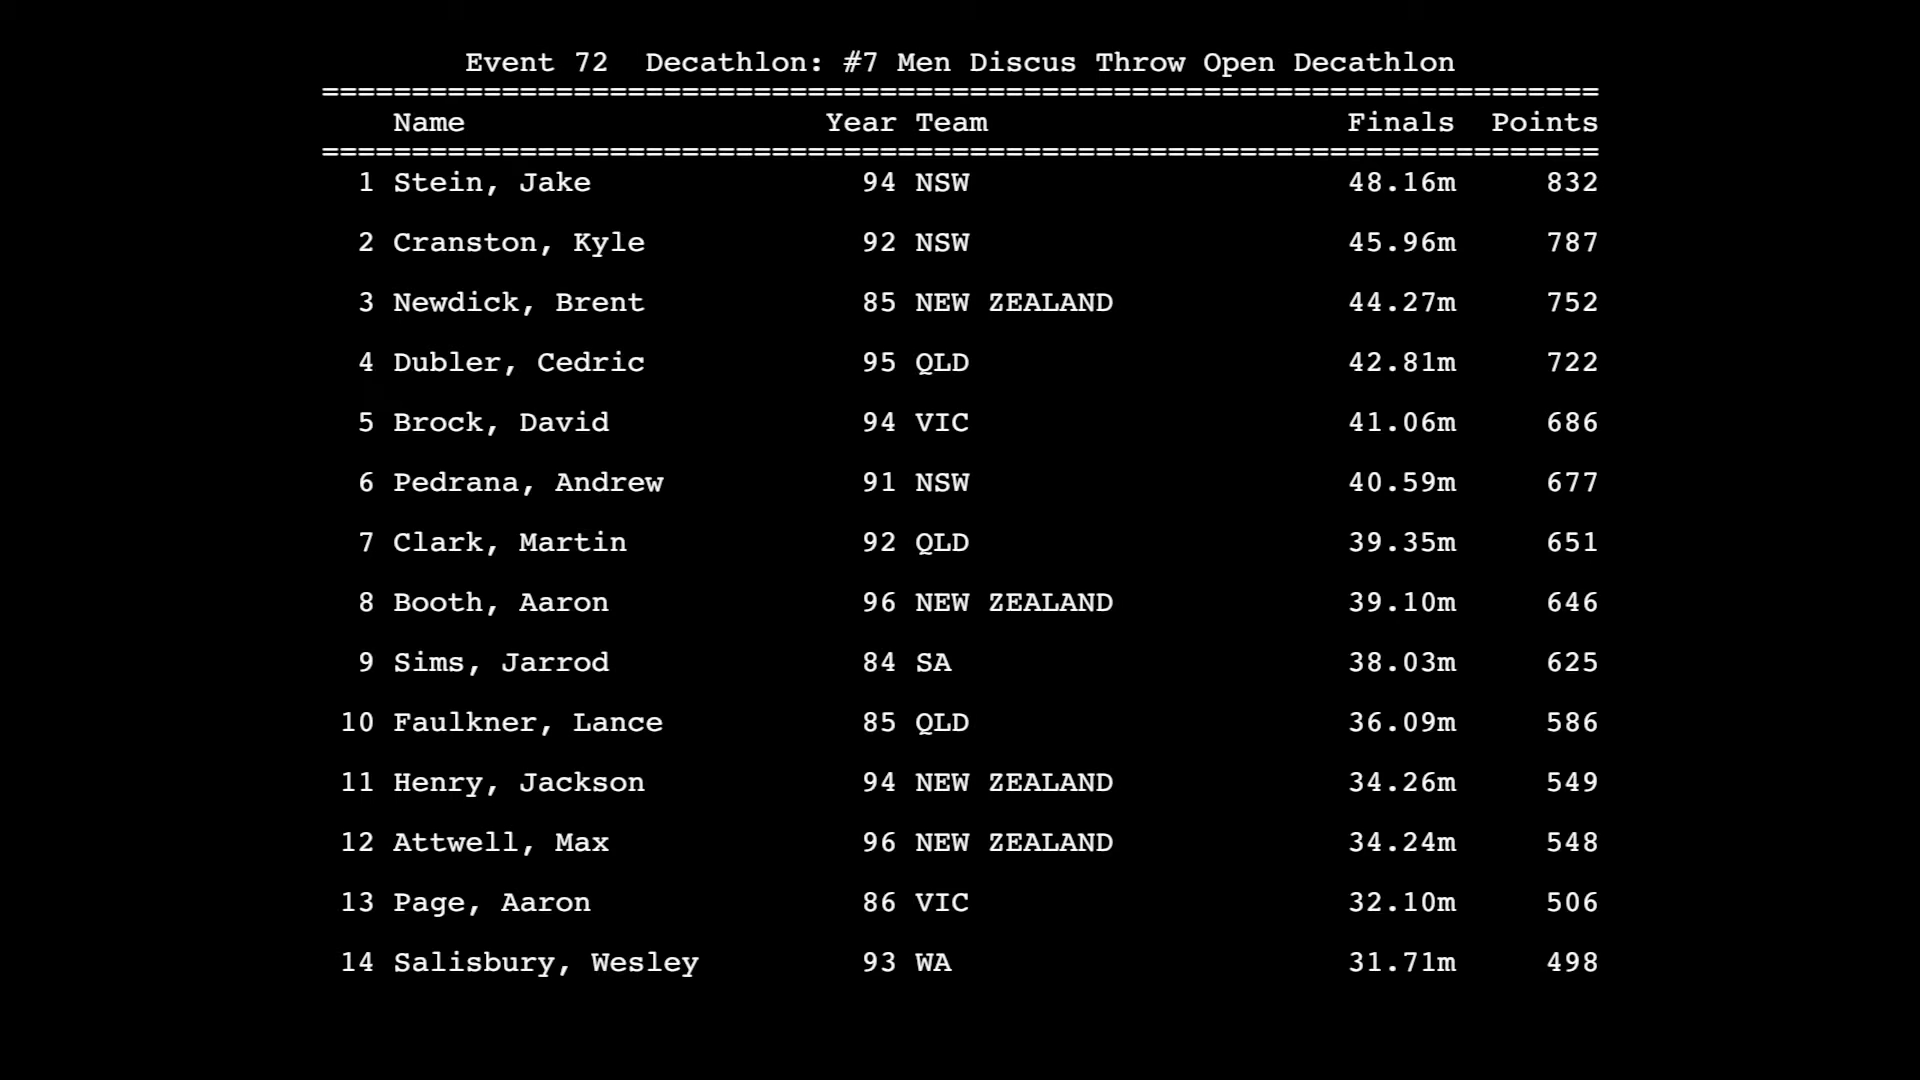 Event 72  Decathlon: #7 Men Discus Throw Open Decathlon
=======================================================================
    Name                    Year Team                    Finals  Points
=======================================================================
  1 Stein, Jake               94 NSW                     48.16m     832
  2 Cranston, Kyle            92 NSW                     45.96m     787
  3 Newdick, Brent            85 NEW ZEALAND             44.27m     752
  4 Dubler, Cedric            95 QLD                     42.81m     722
  5 Brock, David              94 VIC                     41.06m     686
  6 Pedrana, Andrew           91 NSW                     40.59m     677
  7 Clark, Martin             92 QLD                     39.35m     651
  8 Booth, Aaron              96 NEW ZEALAND             39.10m     646
  9 Sims, Jarrod              84 SA                      38.03m     625
 10 Faulkner, Lance           85 QLD                     36.09m     586
 11 Henry, Jackson            94 NEW ZEALAND             34.26m     549
 12 Attwell, Max              96 NEW ZEALAND             34.24m     548
 13 Page, Aaron               86 VIC                     32.10m     506
 14 Salisbury, Wesley         93 WA                      31.71m     498